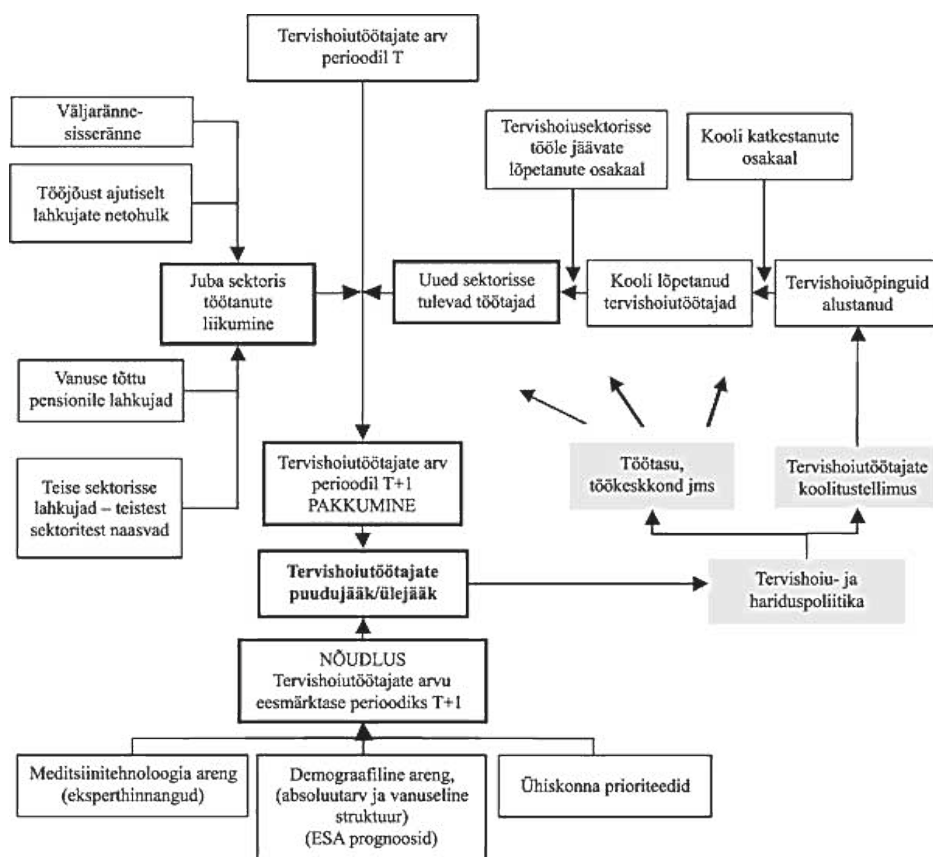 Tervishoiutöötajate arv
perioodil T
Väljaränne-
sisseränne
Tööjõust ajutiselt
lahkujate netohulk
Tervishoiusektorisse
tööle jäävate
lõpetanute osakaal
Kooli katkestanute
osakaal
Juba sektoris
töötanute
liikumine
Uued sektorisse
tulevad töötajad
Kooli lõpetanud
tervishoiutöötajad
Tervishoiuõpinguid
alustanud
Vanuse tõttu
pensionile lahkujad
Teise sektorisse
lahkujad – teistest
sektoritest naasvad
Tervishoiutöötajate arv
perioodil T+1
PAKKUMINE
Töötasu,
töökeskkond jms
Tervishoiutöötajate
koolitustellimus
Tervishoiutöötajate
puudujääk/ülejääk
Tervishoiu- ja
hariduspoliitika
NÕUDLUS
Tervishoiutöötajate arvu
eesmärktase perioodiks T+1
Meditsiinitehnoloogia areng
(eksperthinnangud)
Demograafiline areng,
(absoluutarv ja vanuseline
struktuur)
(ESA prognoosid)
Ühiskonna prioriteedid